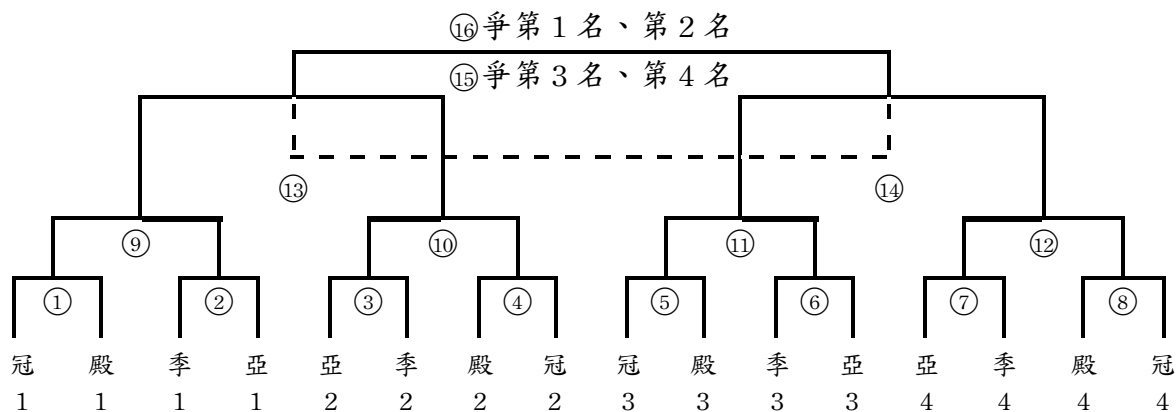 ⑯爭第1名、第2名
⑮爭第3名、第4名
⑬ ⑭
⑨ ⑩ ⑪ ⑫
① ② ③ ④ ⑤ ⑥ ⑦ ⑧
冠 殿 季 亞 亞 季 殿 冠 冠 殿 季 亞 亞 季 殿 冠
1 1 1 1 2 2 2 2 3 3 3 3 4 4 4 4